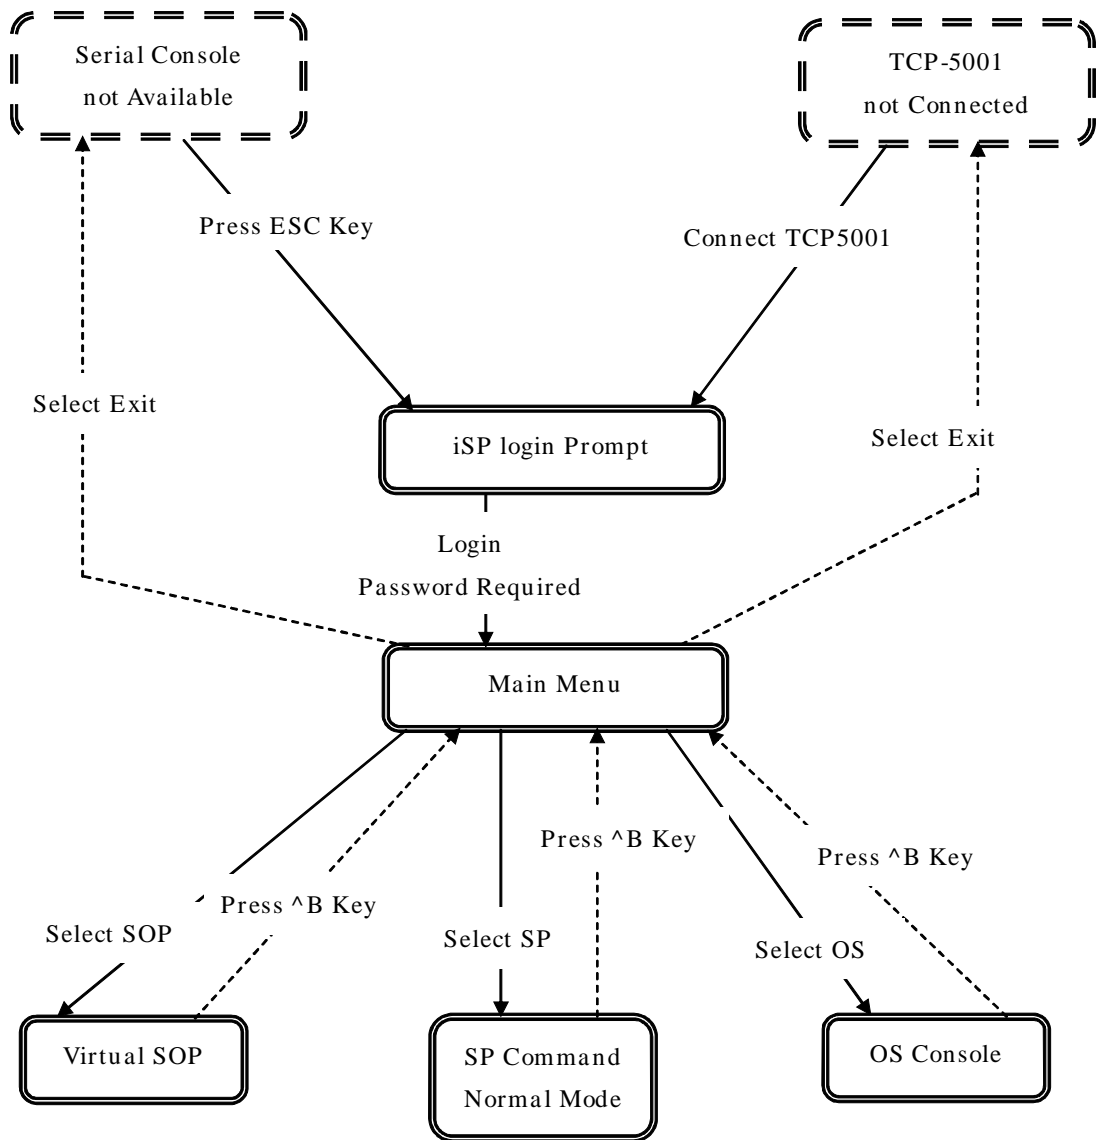 Serial Console
not Available
TCP-5001
not Connected
Press ESC Key
Connect TCP5001
Select Exit
Select Exit
iSP login Prompt
Login
Password Required
Main Menu
Press ^B Key
Press ^B Key
Press ^B Key
Select SOP
Select SP
Select OS
Virtual SOP
SP Command
Normal Mode
OS Console